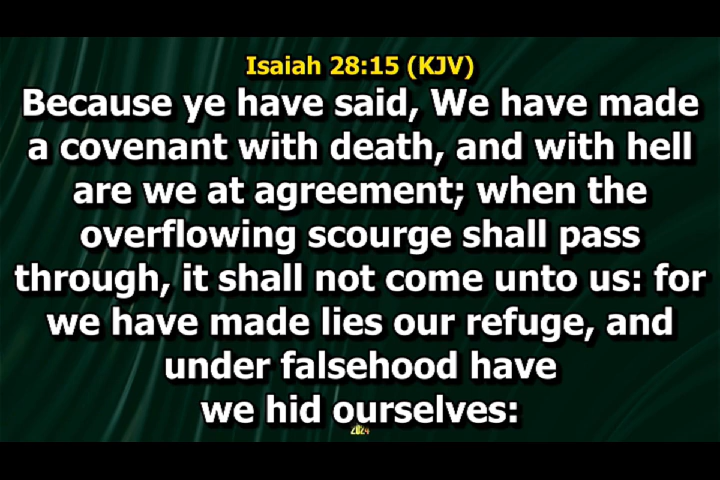 Isaiah 28:15 (KJV)
Because ye have said, We have made
a covenant with death, and with hell
are we at agreement; when the
overflowing scourge shall pass
through, it shall not come unto us: for
we have made lies our refuge, and
under falsehood have
we hid ourselves:
2024